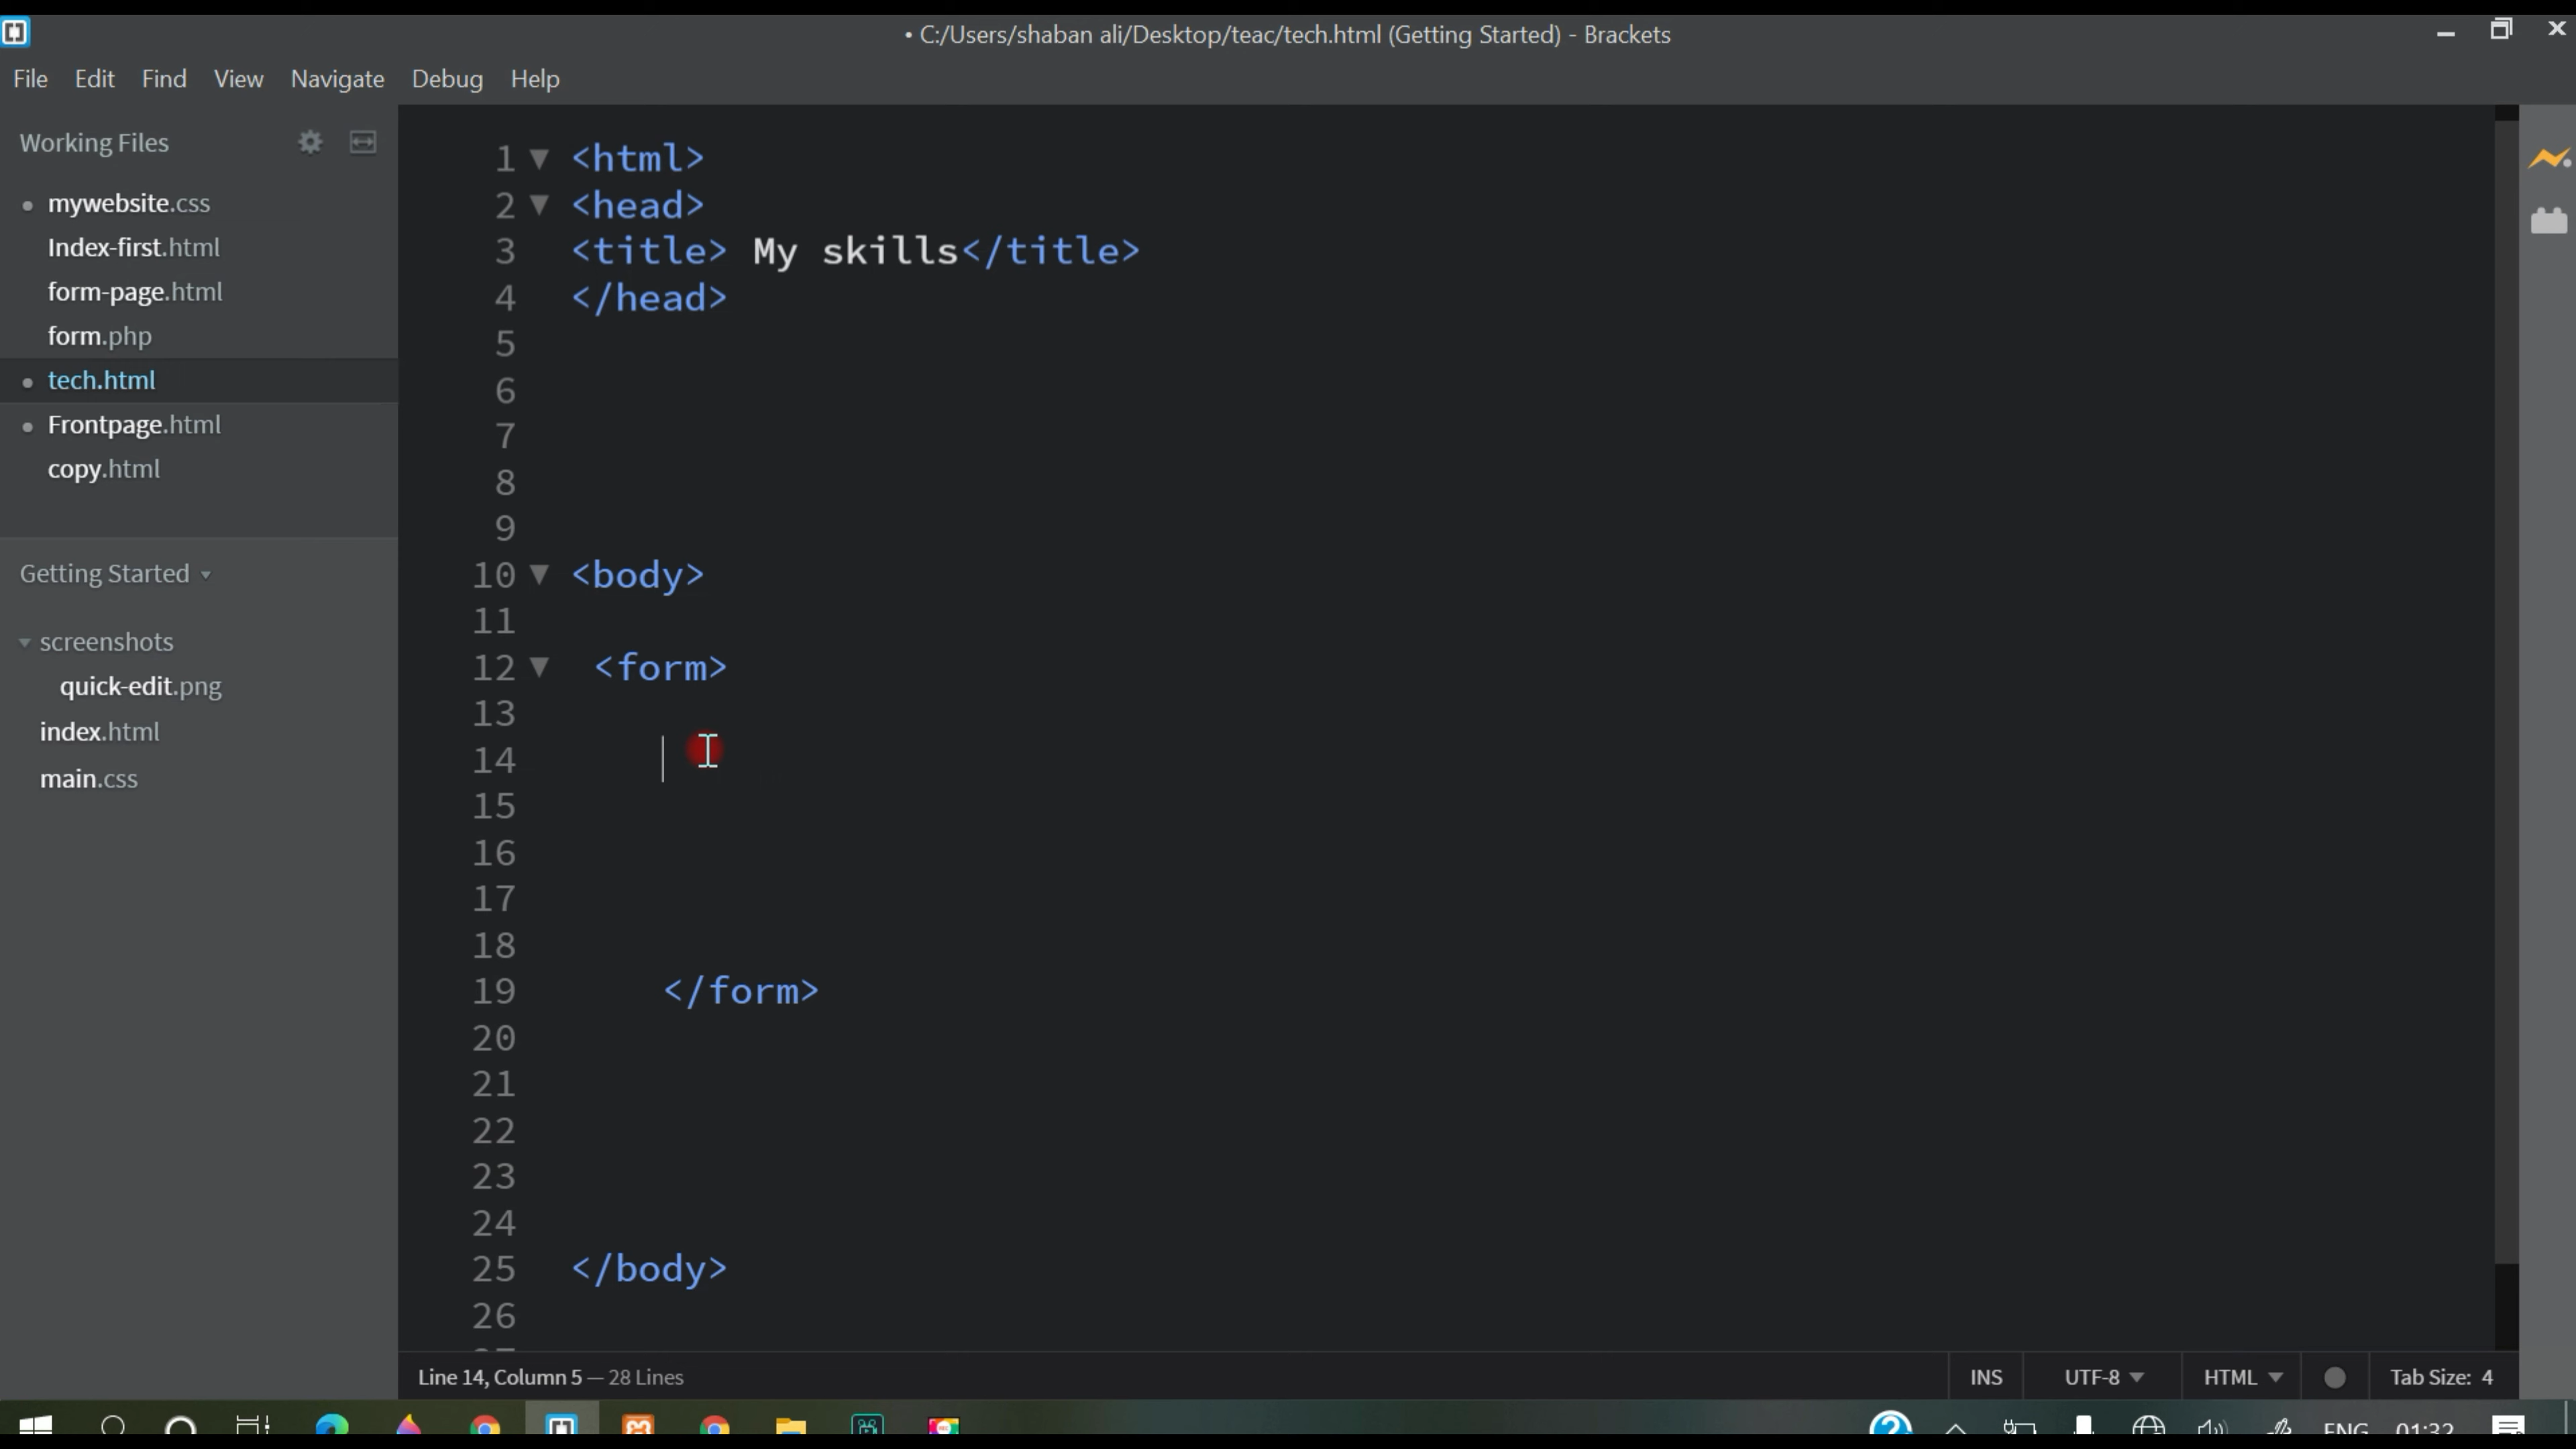 • C:/Users/shaban ali/Desktop/teac/tech.html (Getting Started) - Brackets
File Edit Find View Navigate Debug Help
Working Files
mywebsite.css
Index-first.html
form-page.html
form.php
tech.html
Frontpage.html
copy.html
Getting Started
screenshots
quick-edit.png
index.html
main.css
1 <html>
2 <head>
3 <title> My skills</title>
4 </head>
5
6
7
8
9
10 <body>
11
12 <form>
13
14
15
16
17
18
19 </form>
20
21
22
23
24
25 </body>
26
Line 14, Column 5 — 28 Lines
INS UTF-8 HTML Tab Size: 4
ENG 01:32